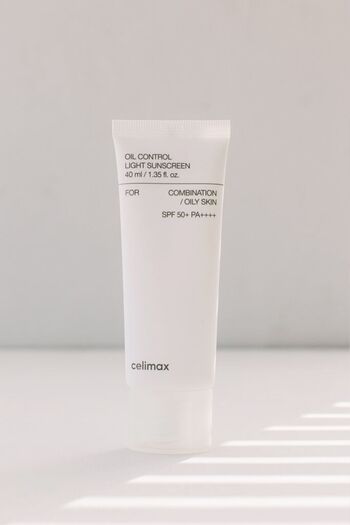 OIL CONTROL
LIGHT SUNSCREEN
40 ml / 1.35 fl. oz.
FOR COMBINATION
/ OILY SKIN
SPF 50+ PA++++
celimax